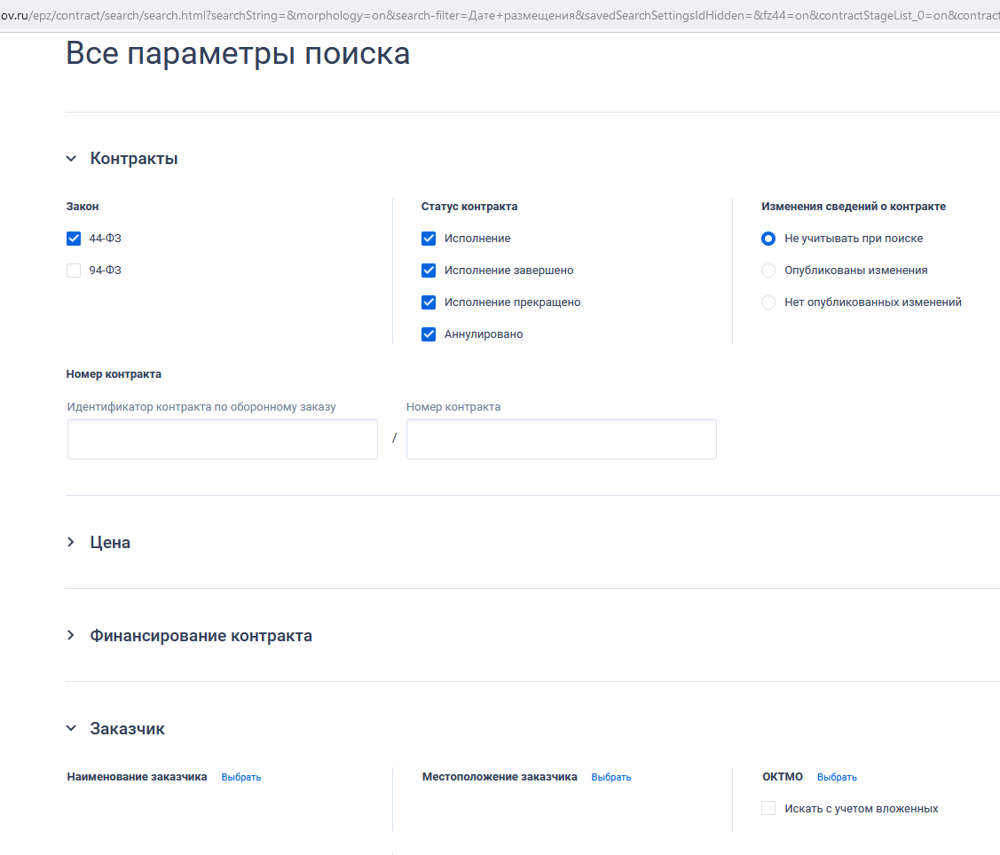 ov.ru/epz/contract/search/search.html?searchString=&morphology=on&search-filter=Дате+размещения&savedSearchSettingsIdHidden=&fz44=on&contractStageList_0=on&contract
Все параметры поиска
Контракты
Закон
44-ФЗ
94-ФЗ
Статус контракта
Исполнение
Исполнение завершено
Исполнение прекращено
Аннулировано
Изменения сведений о контракте
Не учитывать при поиске
Опубликованы изменения
Нет опубликованных изменений
Номер контракта
Идентификатор контракта по оборонному заказу
/
Номер контракта
Цена
Финансирование контракта
Заказчик
Наименование заказчика Выбрать
Местоположение заказчика Выбрать
ОКТМО Выбрать
Искать с учетом вложенных